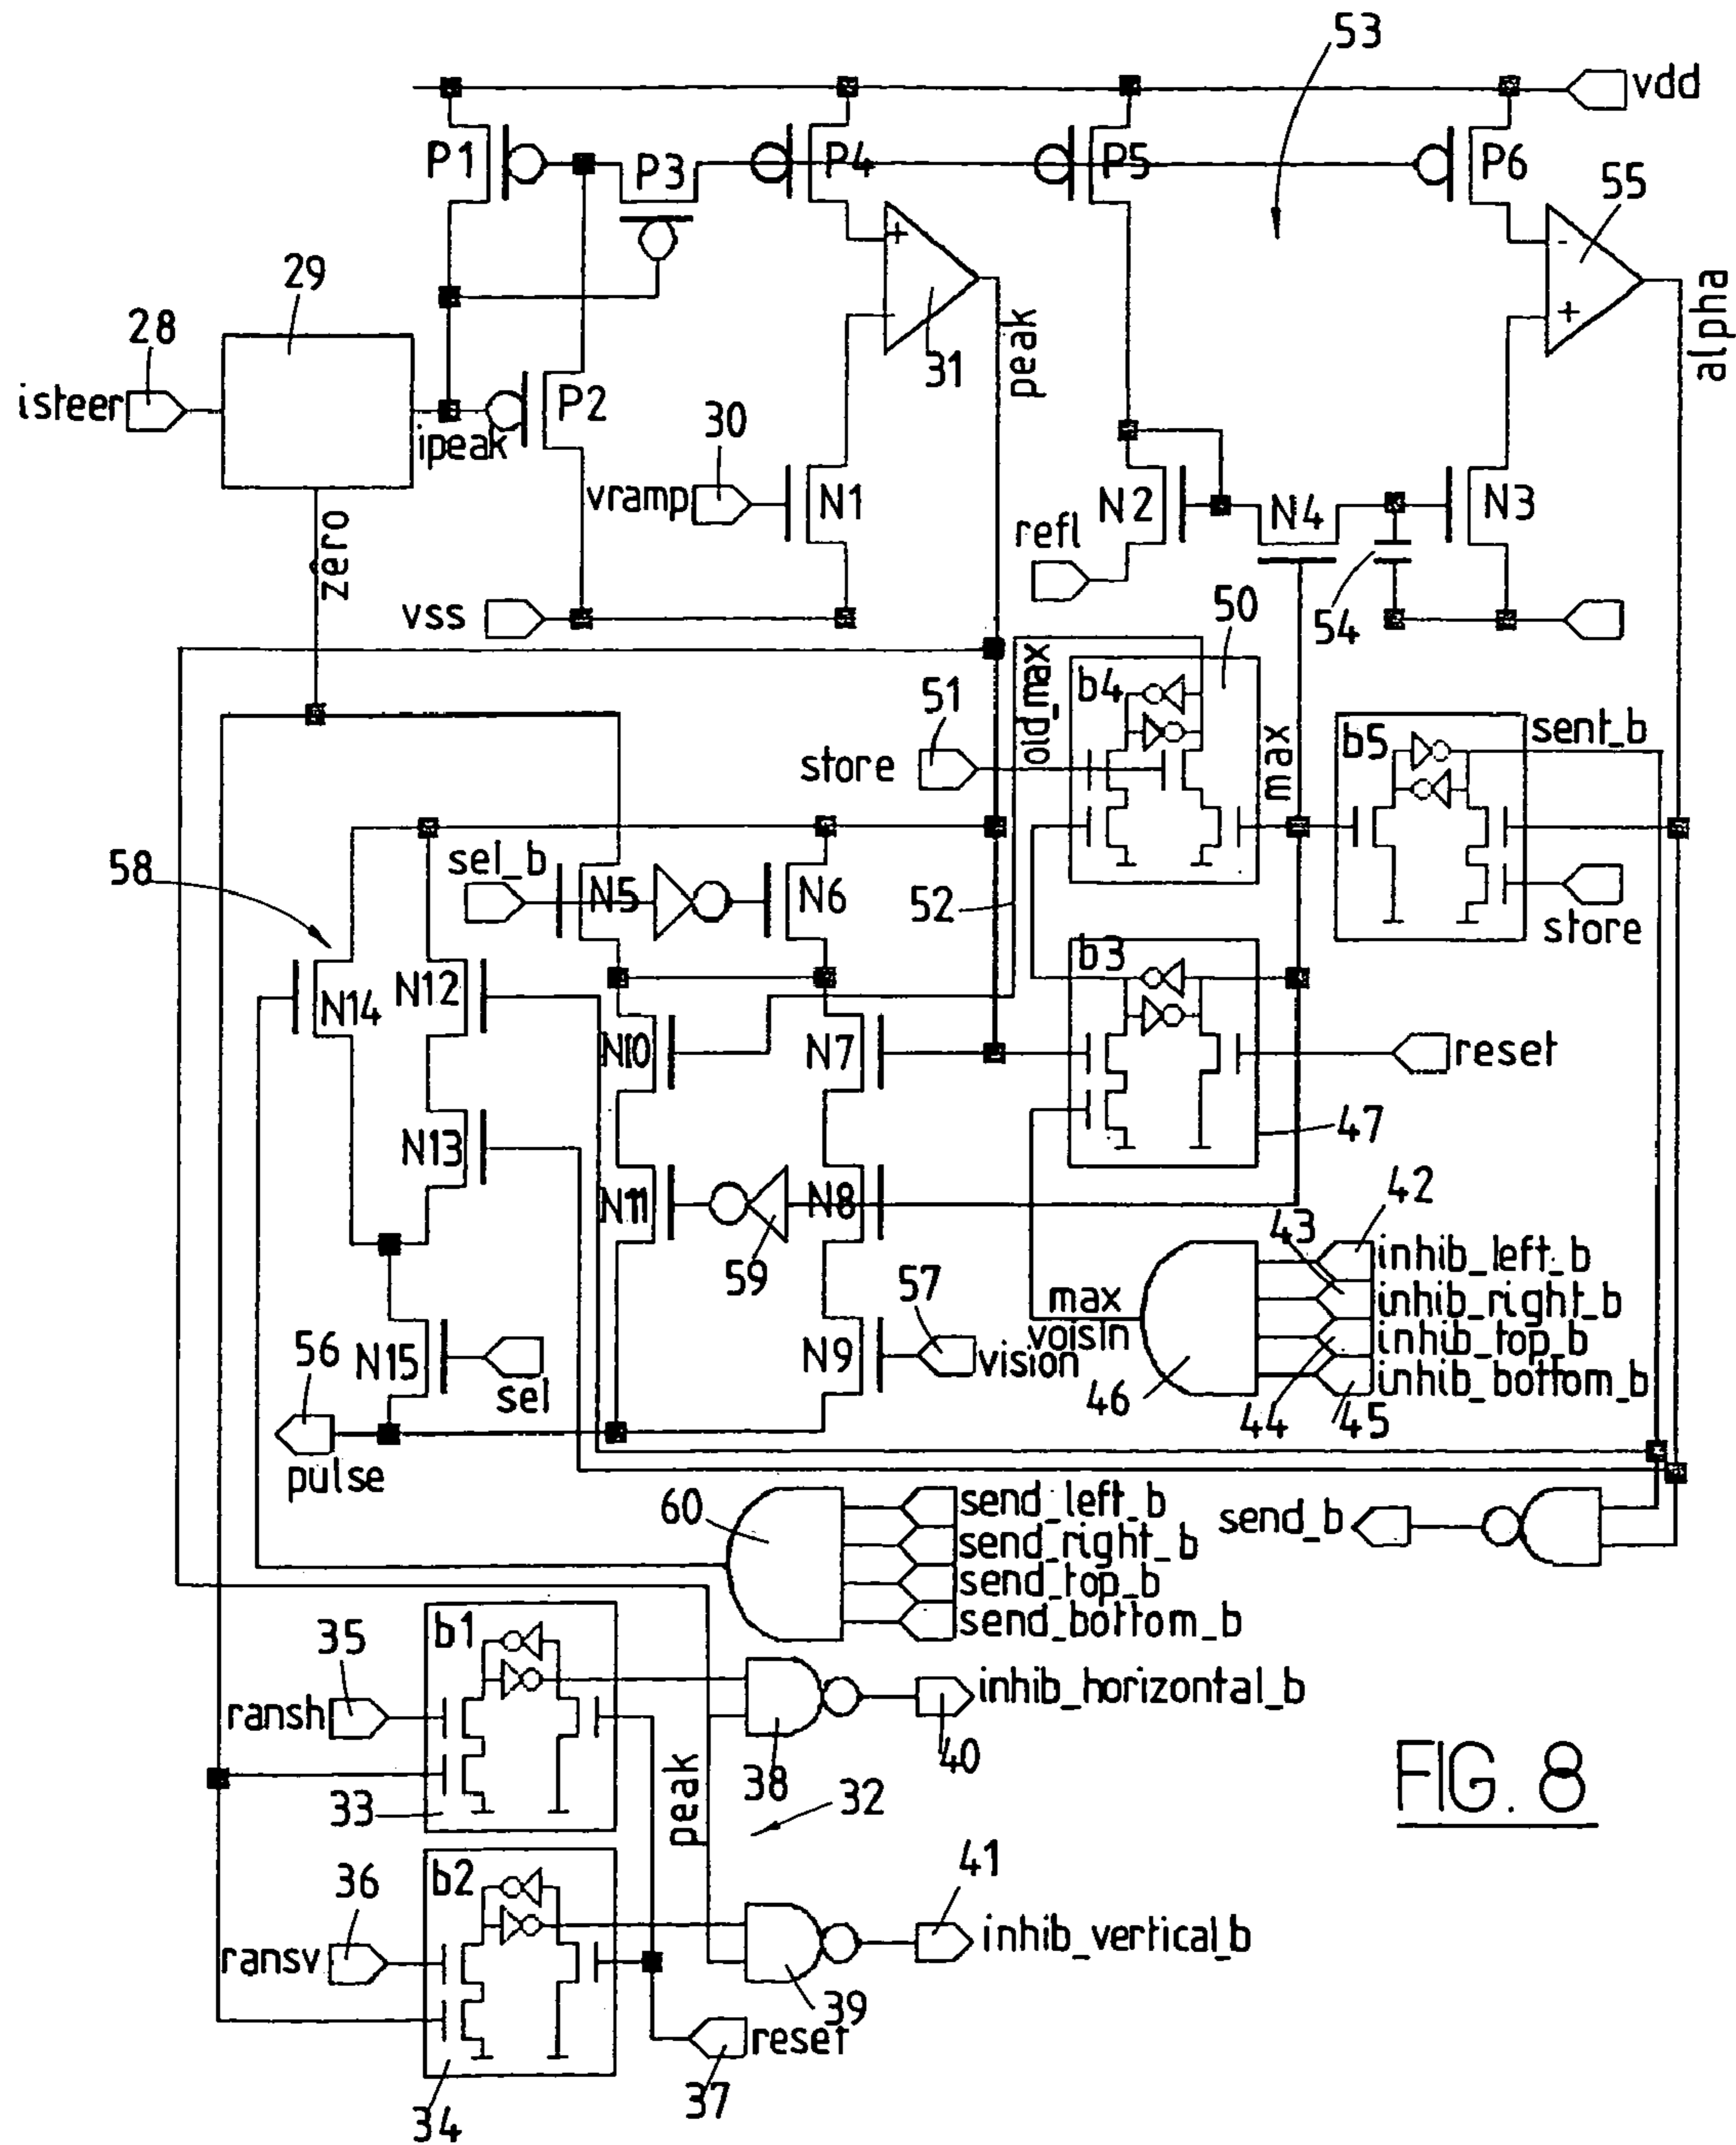 53
vdd
P1
P3
P4
P5
P6
55
29
28
isteer
ipeak
P2
31
peak
alpha
30
vramp
N1
N2
N4
N3
refl
zero
vss
54
50
51
store
oid_max
b4
max
b5
sent_b
store
58
sel_b
N5
N6
52
b3
N14
N12
N10
N7
reset
47
N13
N11
59
N8
42
43
inhib_left_b
inhib_right_b
inhib_top_b
inhib_bottom_b
max
voisin
57
vision
N9
46
44
45
56
N15
sel
pulse
60
send_left_b
send_right_b
send_top_b
send_bottom_b
send_b
35
b1
ransh
33
38
inhib_horizontal_b
40
peak
32
FIG. 8
36
b2
ransv
34
39
41
inhib_vertical_b
reset
37